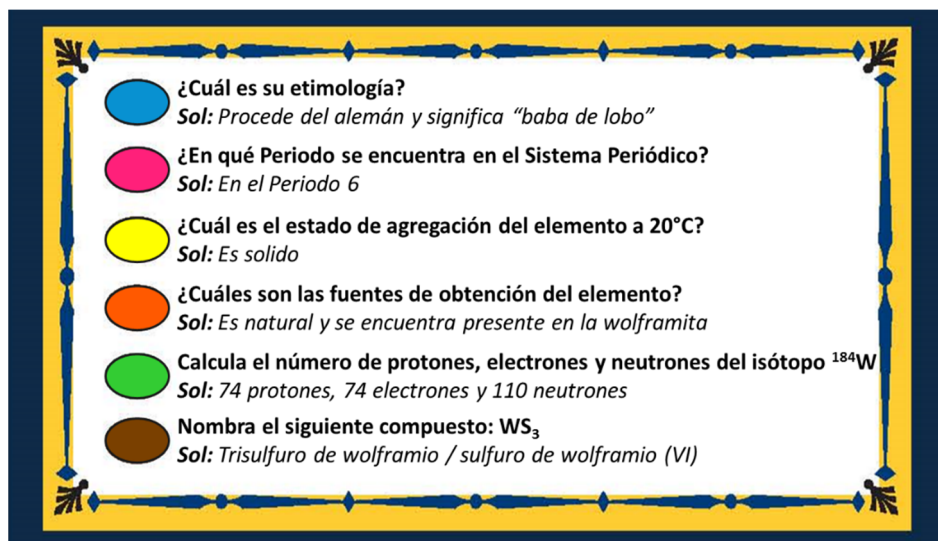 ¿Cuál es su etimología?
Sol: Procede del alemán y significa “baba de lobo”
¿En qué Periodo se encuentra en el Sistema Periódico?
Sol: En el Periodo 6
¿Cuál es el estado de agregación del elemento a 20°C?
Sol: Es solido
¿Cuáles son las fuentes de obtención del elemento?
Sol: Es natural y se encuentra presente en la wolframita
Calcula el número de protones, electrones y neutrones del isótopo ¹⁸⁴W
Sol: 74 protones, 74 electrones y 110 neutrones
Nombra el siguiente compuesto: WS₃
Sol: Trisulfuro de wolframio / sulfuro de wolframio (VI)